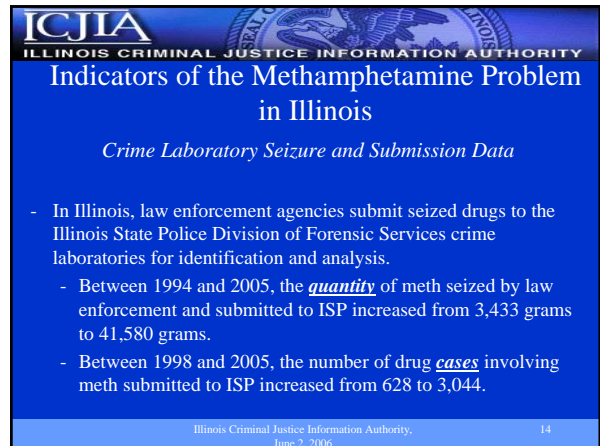 ICJIA
ILLINOIS CRIMINAL JUSTICE INFORMATION AUTHORITY
Indicators of the Methamphetamine Problem
in Illinois
Crime Laboratory Seizure and Submission Data
- In Illinois, law enforcement agencies submit seized drugs to the
Illinois State Police Division of Forensic Services crime
laboratories for identification and analysis.
- Between 1994 and 2005, the quantity of meth seized by law
enforcement and submitted to ISP increased from 3,433 grams
to 41,580 grams.
- Between 1998 and 2005, the number of drug cases involving
meth submitted to ISP increased from 628 to 3,044.
Illinois Criminal Justice Information Authority,
June 2, 2006
14